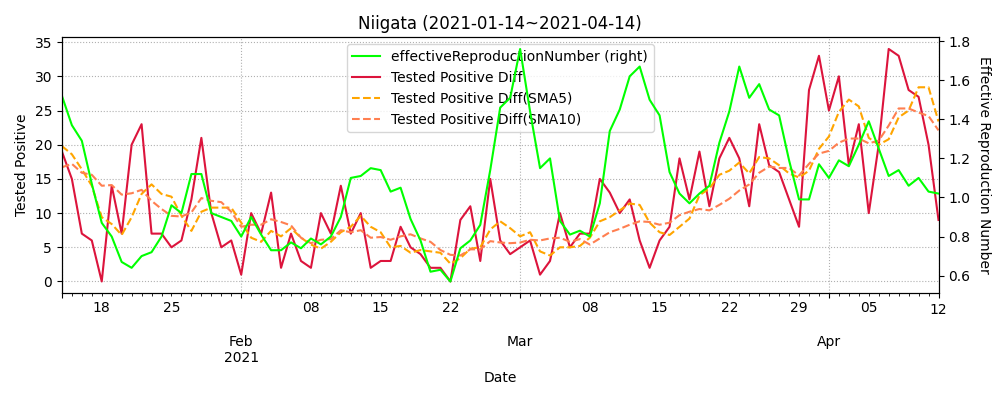 Niigata (2021-01-14~2021-04-14)
effectiveReproductionNumber (right)
Tested Positive Diff
Tested Positive Diff(SMA5)
Tested Positive Diff(SMA10)
Tested Positive
35
30
25
20
15
10
5
0
1.8
1.6
1.4
1.2
1.0
0.8
0.6
Effective Reproduction Number
18 25 08 15 22 08 15 22 29 05 12
Feb Mar Apr
2021
Date